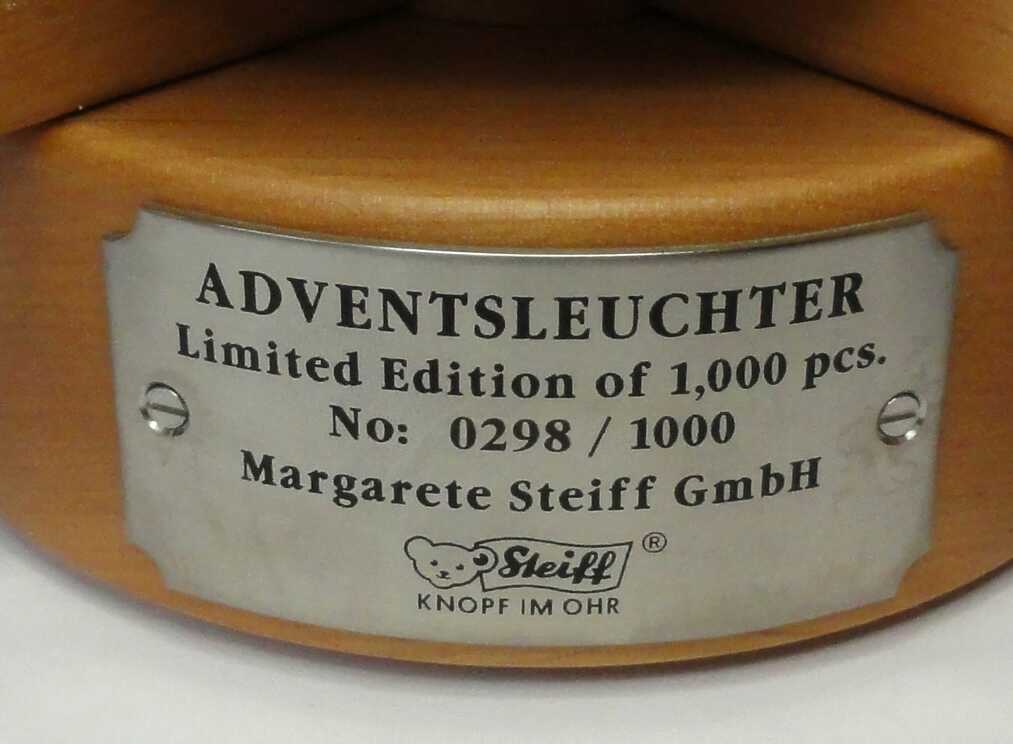 ADVENTSLEUCHTER
Limited Edition of 1,000 pcs.
No: 0298 / 1000
Margarete Steiff GmbH
Steiff ®
KNOPF IM OHR